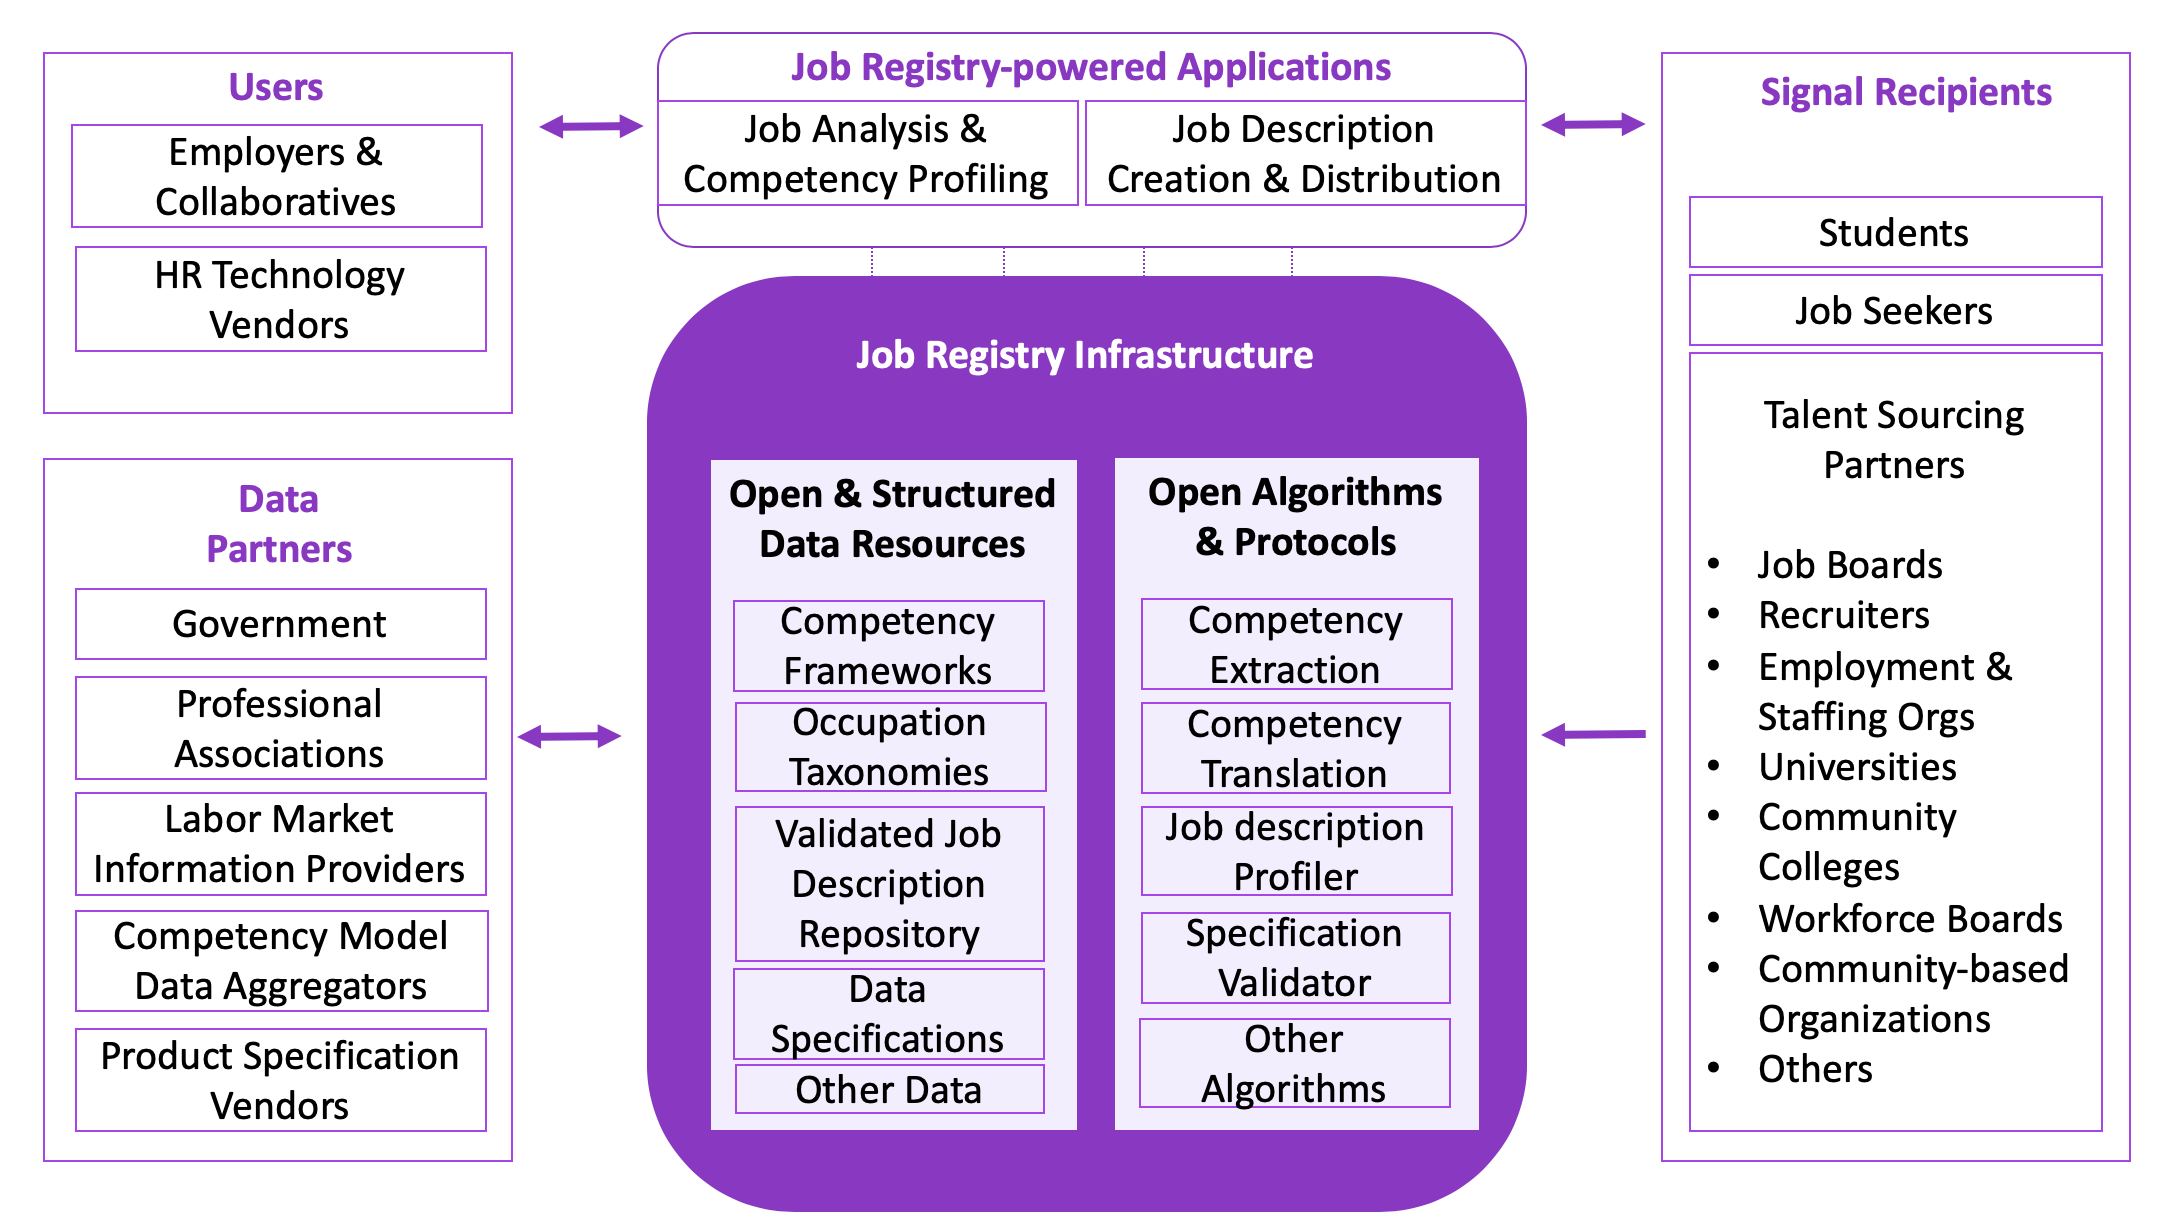 Users
Employers &
Collaboratives
HR Technology
Vendors
Data
Partners
Government
Professional
Associations
Labor Market
Information Providers
Competency Model
Data Aggregators
Product Specification
Vendors
Job Registry-powered Applications
Job Analysis &
Competency Profiling
Job Description
Creation & Distribution
Job Registry Infrastructure
Open & Structured
Data Resources
Competency
Frameworks
Occupation
Taxonomies
Validated Job
Description
Repository
Data
Specifications
Other Data
Open Algorithms
& Protocols
Competency
Extraction
Competency
Translation
Job description
Profiler
Specification
Validator
Other
Algorithms
Signal Recipients
Students
Job Seekers
Talent Sourcing
Partners
• Job Boards
• Recruiters
• Employment &
Staffing Orgs
• Universities
• Community
Colleges
• Workforce Boards
• Community-based
Organizations
• Others